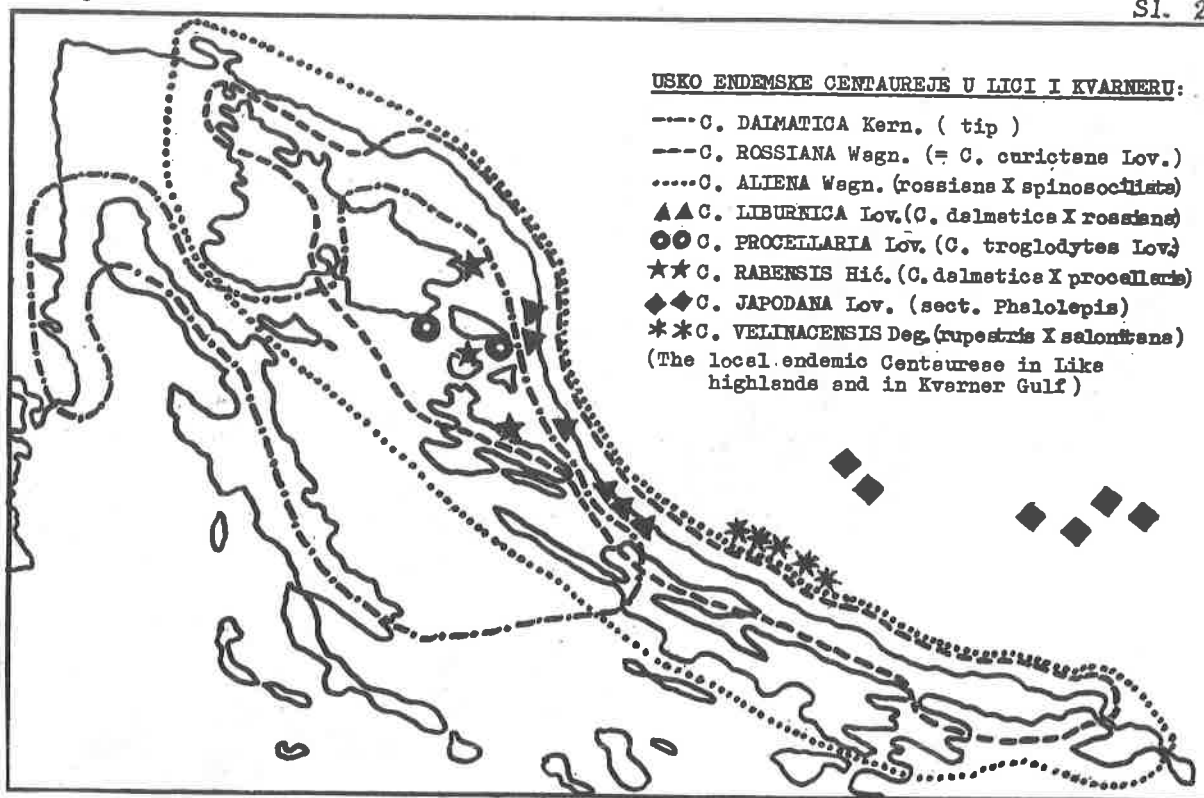 Sl. 2
USKO ENDEMSKE CENTAUREJE U LICI I KVARNERU:
C. DALMATICA Kern. ( tip )
C. ROSSIANA Wagn. (= C. curictana Lov.)
C. ALIENA Wagn. (rossiana X spinosociliata)
C. LIBURNICA Lov. (C. dalmatica X rossiana)
C. PROCELLARIA Lov. (C. troglodytes Lov.)
C. RABENSIS Hić. (C. dalmatica X procellaris)
C. JAPODANA Lov. (sect. Phalolepis)
C. VELINACENSIS Deg. (rupestris X salonitana)
(The local endemic Centaureae in Lika
highlands and in Kvarner Gulf)